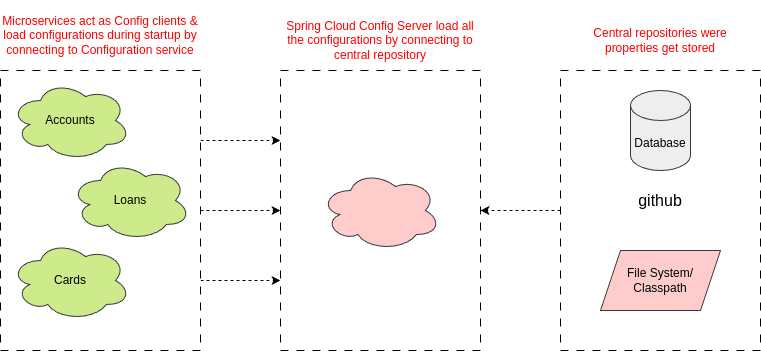 Microservices act as Config clients &
load configurations during startup by
connecting to Configuration service
Spring Cloud Config Server load all
the configurations by connecting to
central repository
Central repositories were
properties get stored
Accounts
Loans
Cards
Database
github
File System/
Classpath